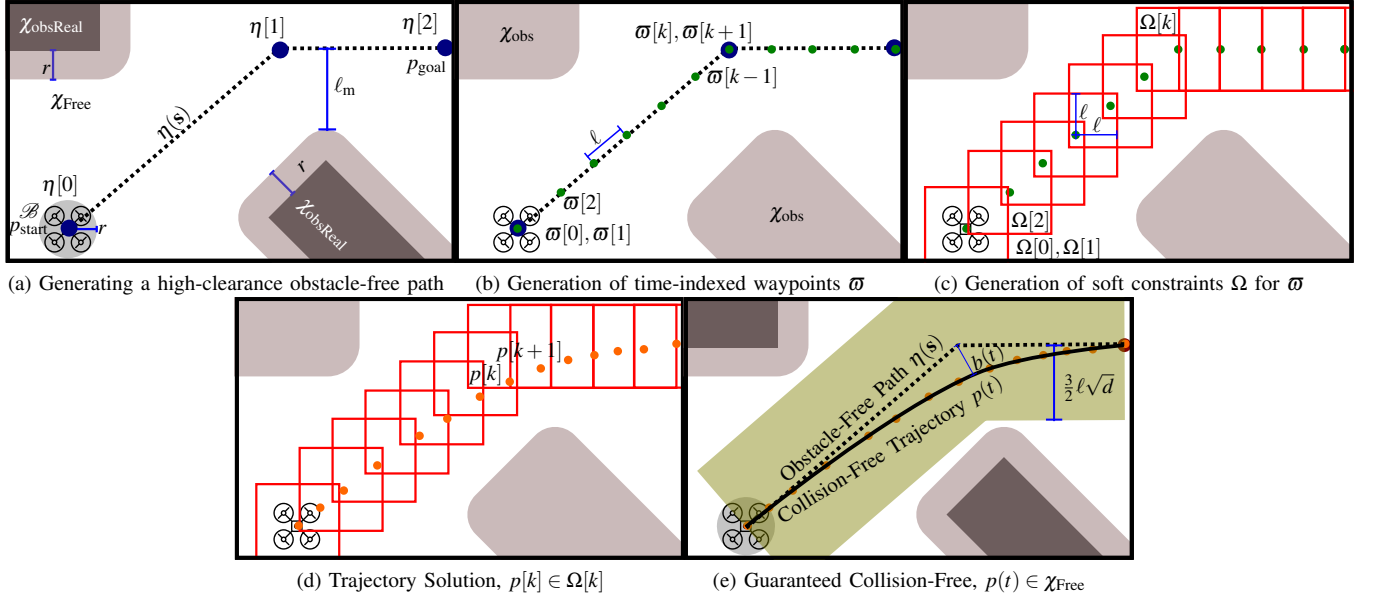 χobsReal
η[1]
η[2]
r
pgoal
χFree
ℓm
η(s)
η[0]
r
ℬ
pstart
r
χobsReal
(a) Generating a high-clearance obstacle-free path
χobs
ϖ[k], ϖ[k+1]
ϖ[k−1]
ℓ
ϖ[2]
χobs
ϖ[0], ϖ[1]
(b) Generation of time-indexed waypoints ϖ
Ω[k]
ℓ
ℓ
Ω[2]
Ω[0], Ω[1]
(c) Generation of soft constraints Ω for ϖ
p[k+1]
p[k]
(d) Trajectory Solution, p[k] ∈ Ω[k]
Obstacle-Free Path η(s)
b(t)
3/2 ℓ√d
Collision-Free Trajectory p(t)
(e) Guaranteed Collision-Free, p(t) ∈ χFree